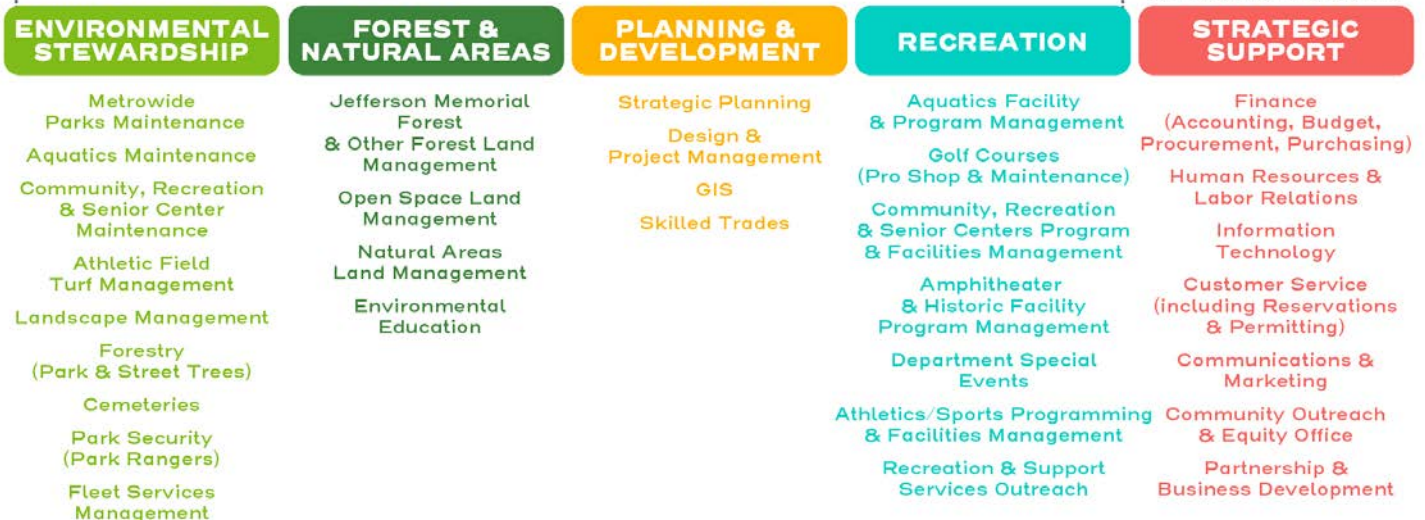 ENVIRONMENTAL
STEWARDSHIP
Metrowide
Parks Maintenance
Aquatics Maintenance
Community, Recreation
& Senior Center
Maintenance
Athletic Field
Turf Management
Landscape Management
Forestry
(Park & Street Trees)
Cemeteries
Park Security
(Park Rangers)
Fleet Services
Management
FOREST &
NATURAL AREAS
Jefferson Memorial
Forest
& Other Forest Land
Management
Open Space Land
Management
Natural Areas
Land Management
Environmental
Education
PLANNING &
DEVELOPMENT
Strategic Planning
Design &
Project Management
GIS
Skilled Trades
RECREATION
Aquatics Facility
& Program Management
Golf Courses
(Pro Shop & Maintenance)
Community, Recreation
& Senior Centers Program
& Facilities Management
Amphitheater
& Historic Facility
Program Management
Department Special
Events
Athletics/Sports Programming
& Facilities Management
Recreation & Support
Services Outreach
STRATEGIC
SUPPORT
Finance
(Accounting, Budget,
Procurement, Purchasing)
Human Resources &
Labor Relations
Information
Technology
Customer Service
(including Reservations
& Permitting)
Communications &
Marketing
Community Outreach
& Equity Office
Partnership &
Business Development